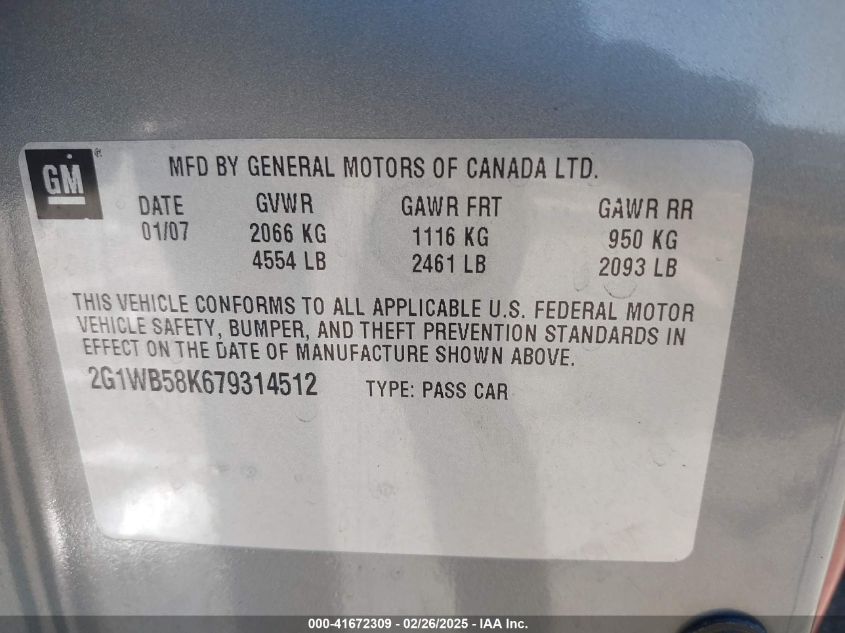 GM
MFD BY GENERAL MOTORS OF CANADA LTD.
DATE GVWR GAWR FRT GAWR RR
01/07 2066 KG 1116 KG 950 KG
4554 LB 2461 LB 2093 LB
THIS VEHICLE CONFORMS TO ALL APPLICABLE U.S. FEDERAL MOTOR
VEHICLE SAFETY, BUMPER, AND THEFT PREVENTION STANDARDS IN
EFFECT ON THE DATE OF MANUFACTURE SHOWN ABOVE.
2G1WB58K679314512 TYPE: PASS CAR
000-41672309 - 02/26/2025 - IAA Inc.